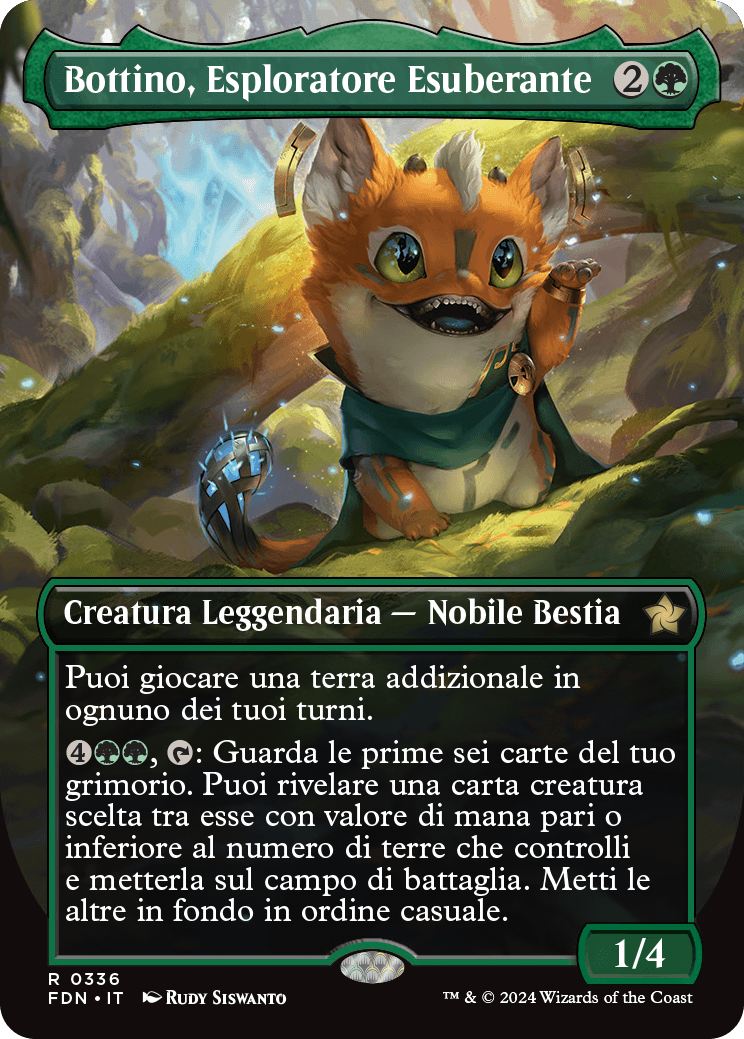 Bottino, Esploratore Esuberante 2
Creatura Leggendaria — Nobile Bestia
Puoi giocare una terra addizionale in
ognuno dei tuoi turni.
4, : Guarda le prime sei carte del tuo
grimorio. Puoi rivelare una carta creatura
scelta tra esse con valore di mana pari o
inferiore al numero di terre che controlli
e metterla sul campo di battaglia. Metti le
altre in fondo in ordine casuale.
1/4
R 0336
FDN • IT Rudy Siswanto
™ & © 2024 Wizards of the Coast